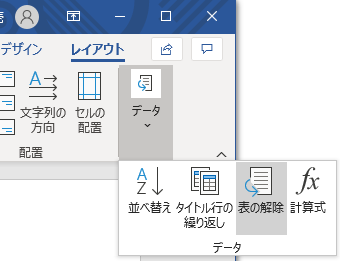 デザイン
レイアウト
文字列の
方向
セルの
配置
データ
配置
A
Z
並べ替え
タイトル行の
繰り返し
表の解除
fx
計算式
データ